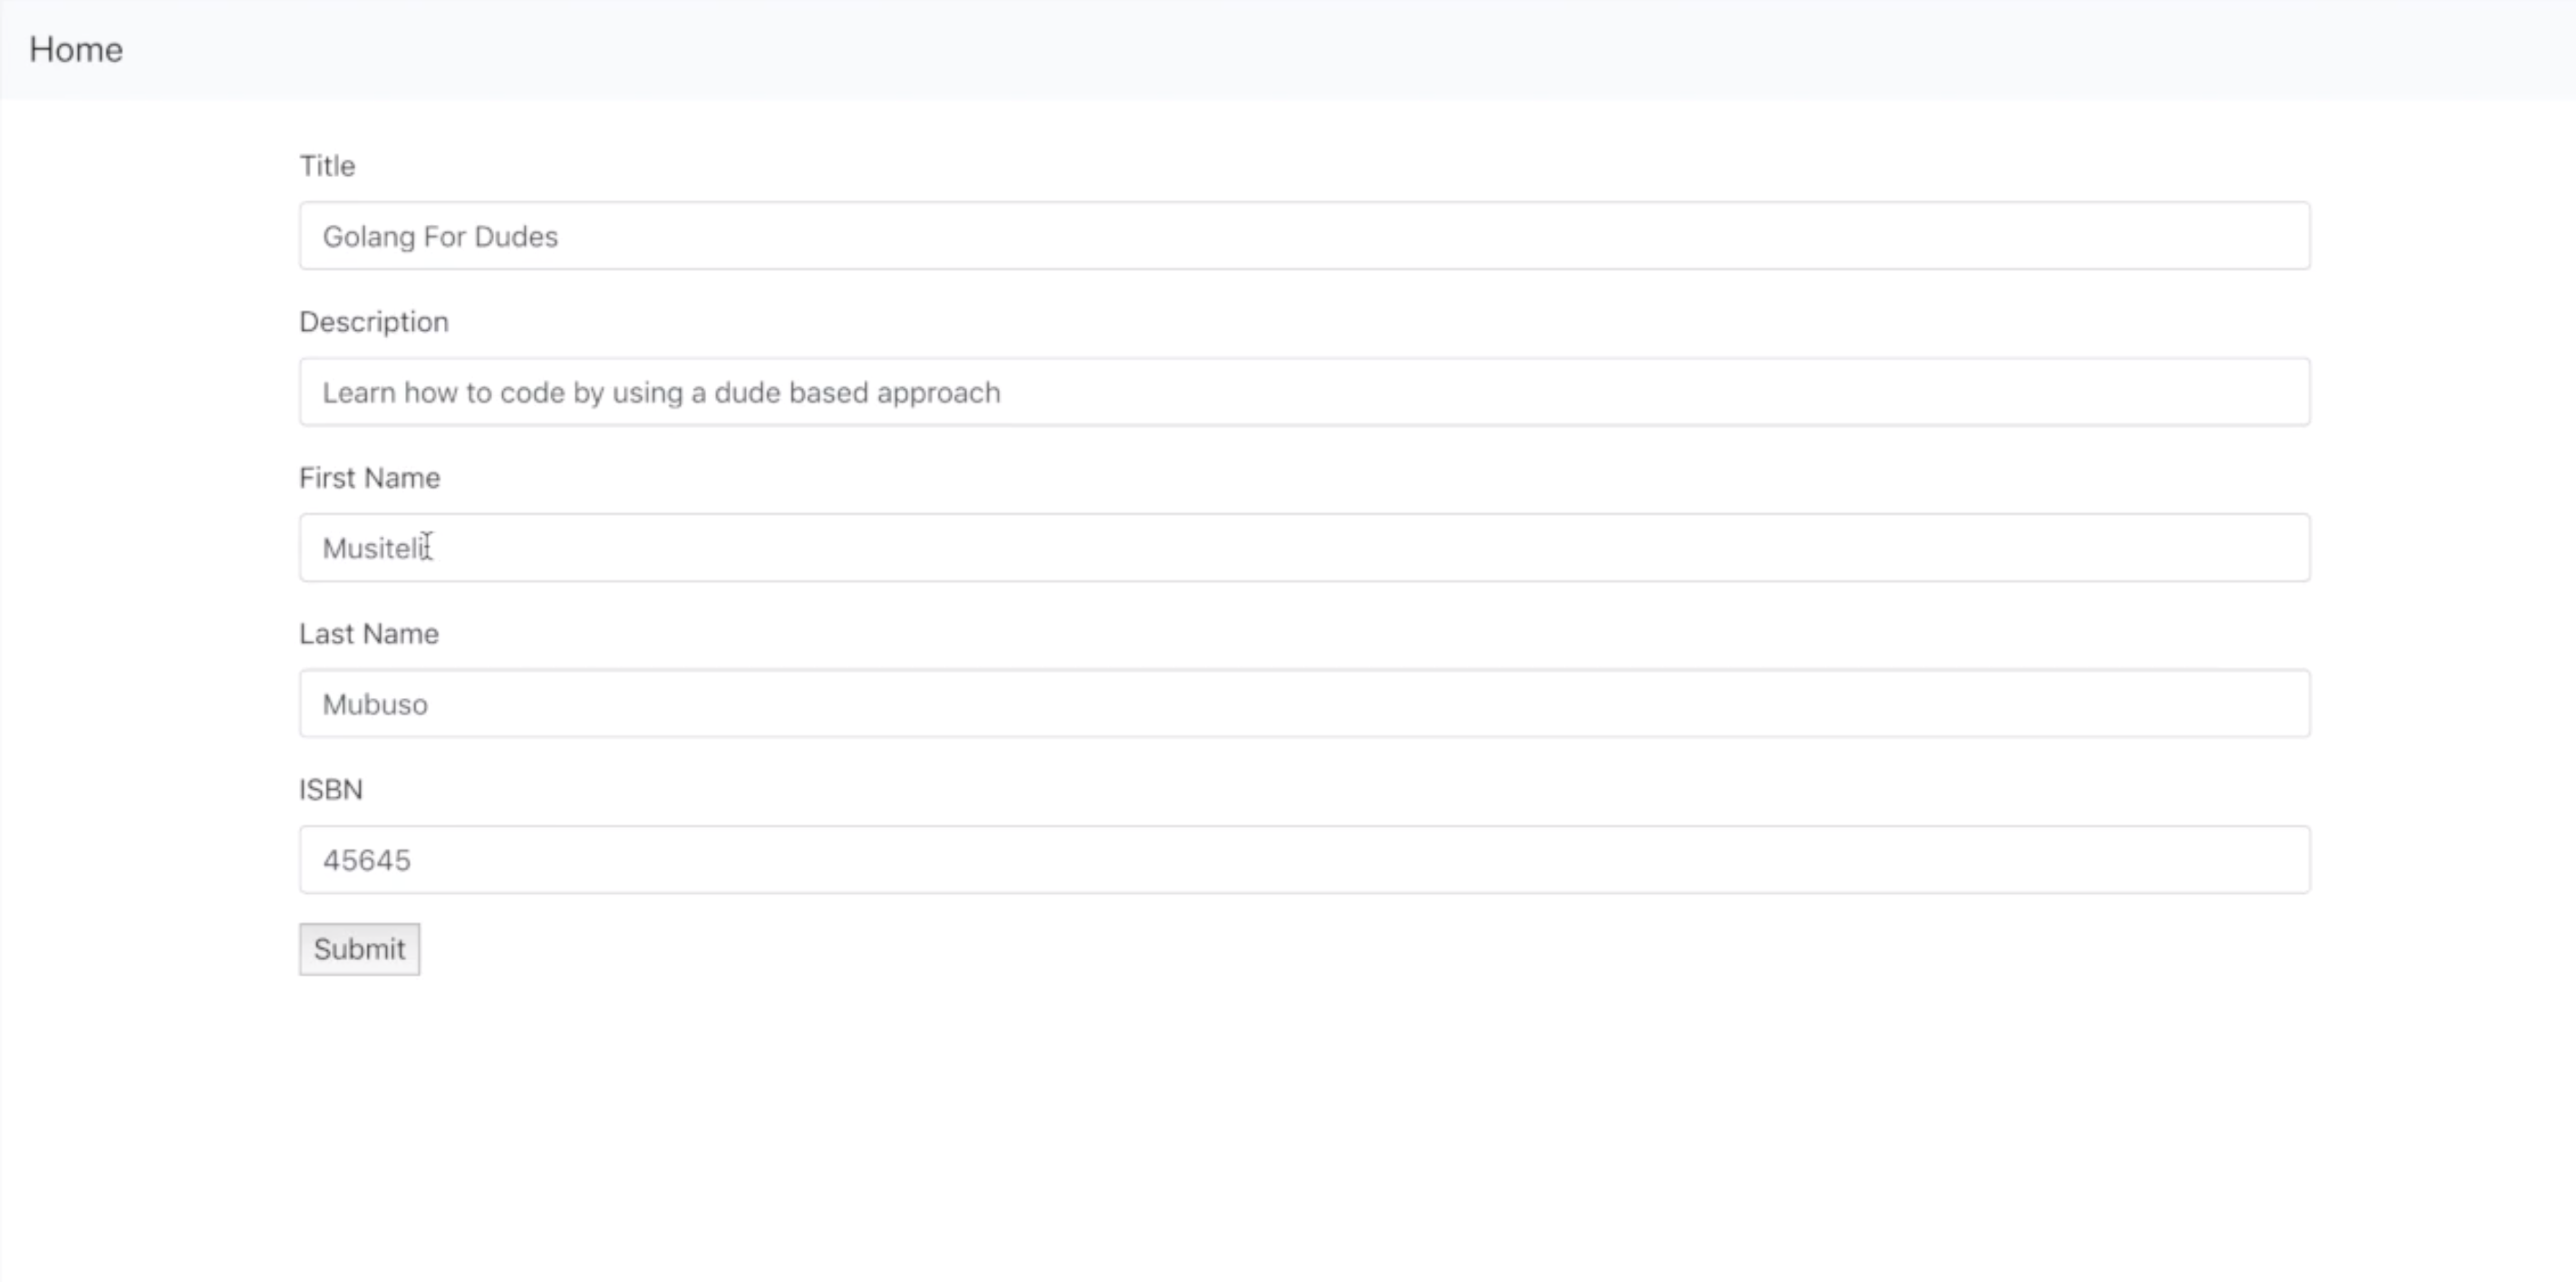 Home
Title
Golang For Dudes
Description
Learn how to code by using a dude based approach
First Name
Musiteli
Last Name
Mubuso
ISBN
45645
Submit